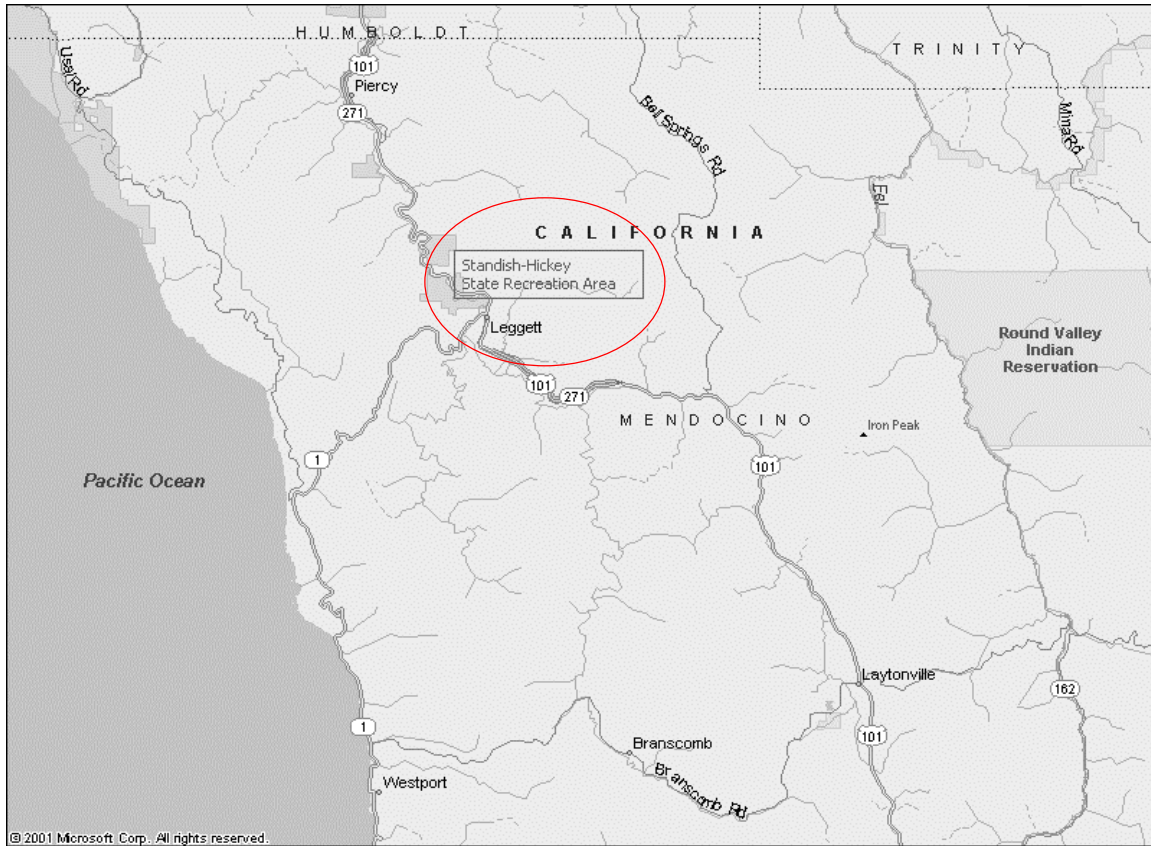 HUMBOLDT
TRINITY
Usal Rd
101
Piercy
271
Bell Springs Rd
Mina Rd
Eel
CALIFORNIA
Standish-Hickey
State Recreation Area
Leggett
Round Valley
Indian
Reservation
101
271
MENDOCINO
Iron Peak
1
101
Pacific Ocean
Laytonville
162
1
101
Branscomb
Branscomb Rd
Westport
© 2001 Microsoft Corp. All rights reserved.